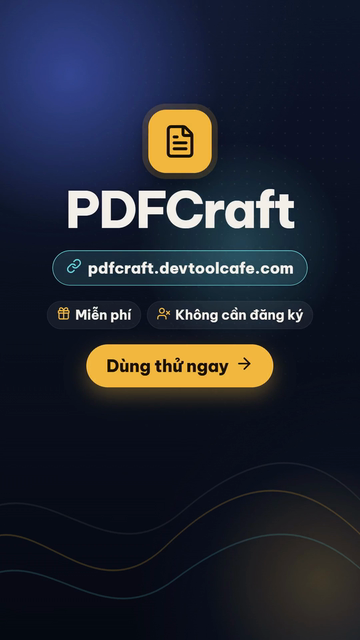 PDFCraft
pdfcraft.devtoolcafe.com
Miễn phí
Không cần đăng ký
Dùng thử ngay